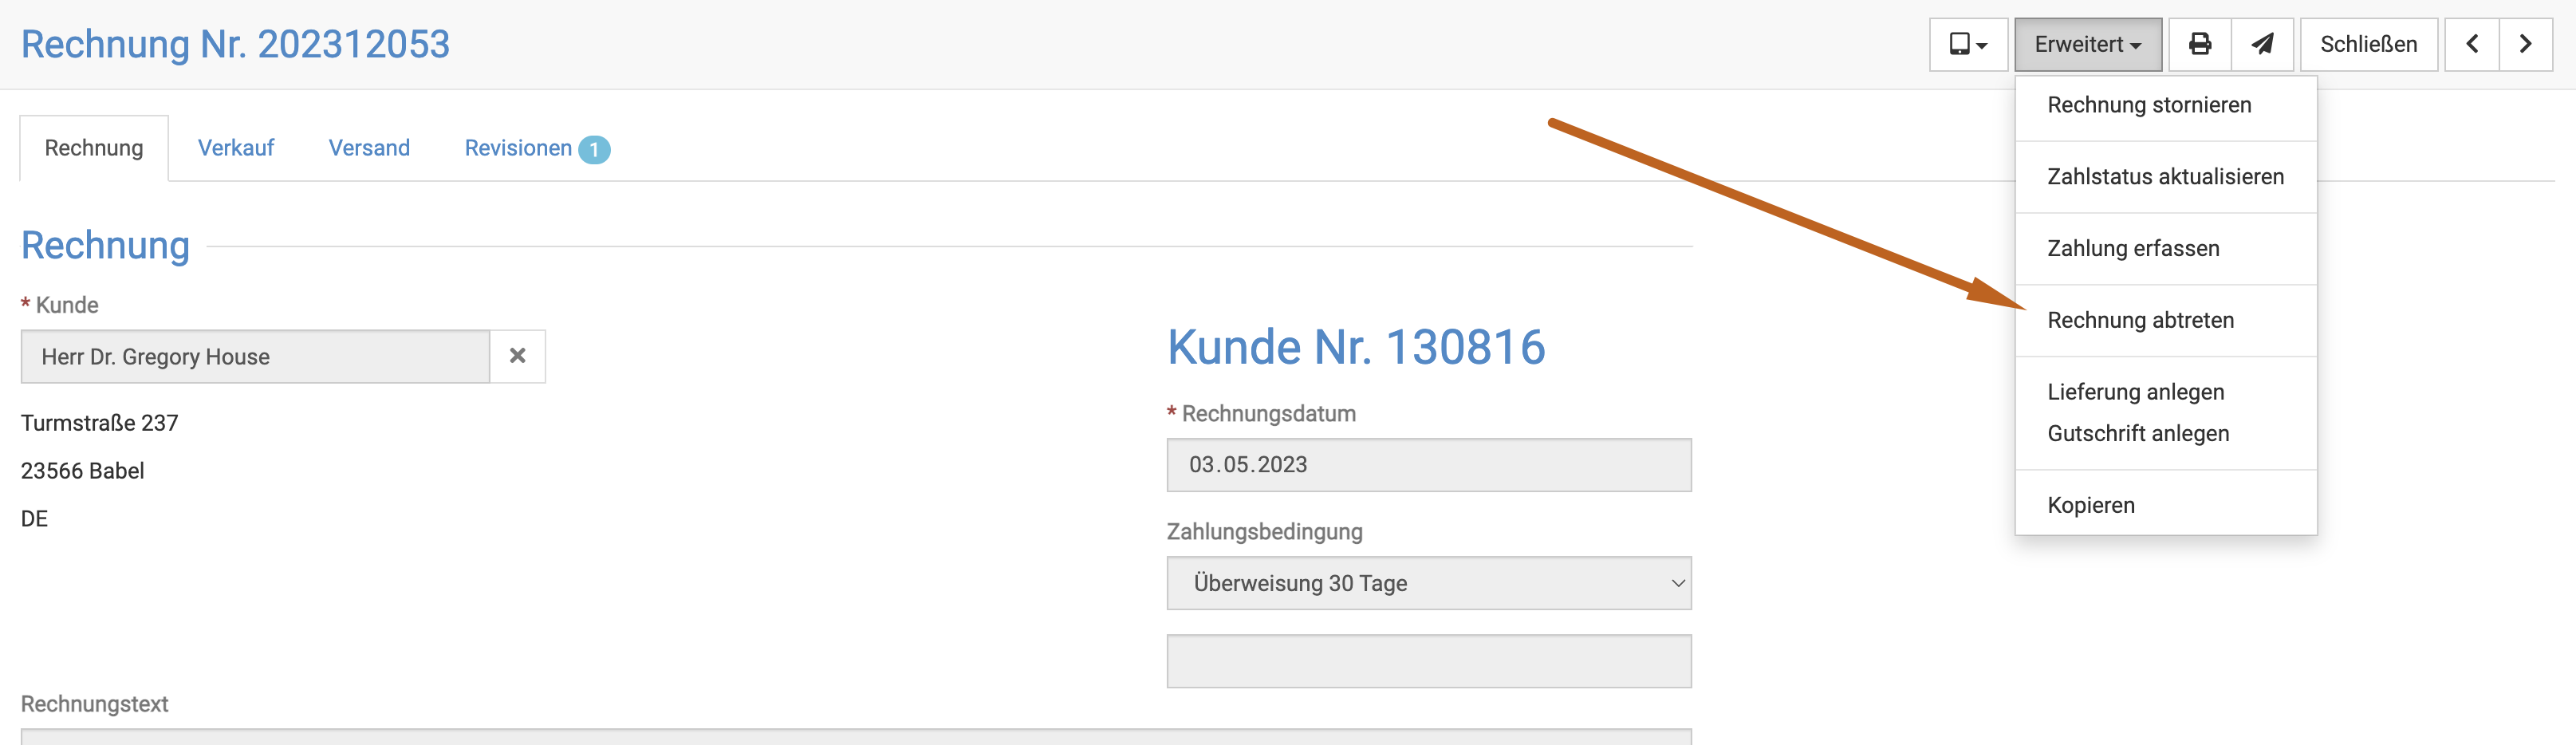 Rechnung Nr. 202312053
Erweitert
Schließen
Rechnung stornieren
Zahlstatus aktualisieren
Zahlung erfassen
Rechnung abtreten
Lieferung anlegen
Gutschrift anlegen
Kopieren
Rechnung
Verkauf
Versand
Revisionen 1
Rechnung
* Kunde
Herr Dr. Gregory House
Turmstraße 237
23566 Babel
DE
Kunde Nr. 130816
* Rechnungsdatum
03.05.2023
Zahlungsbedingung
Überweisung 30 Tage
Rechnungstext